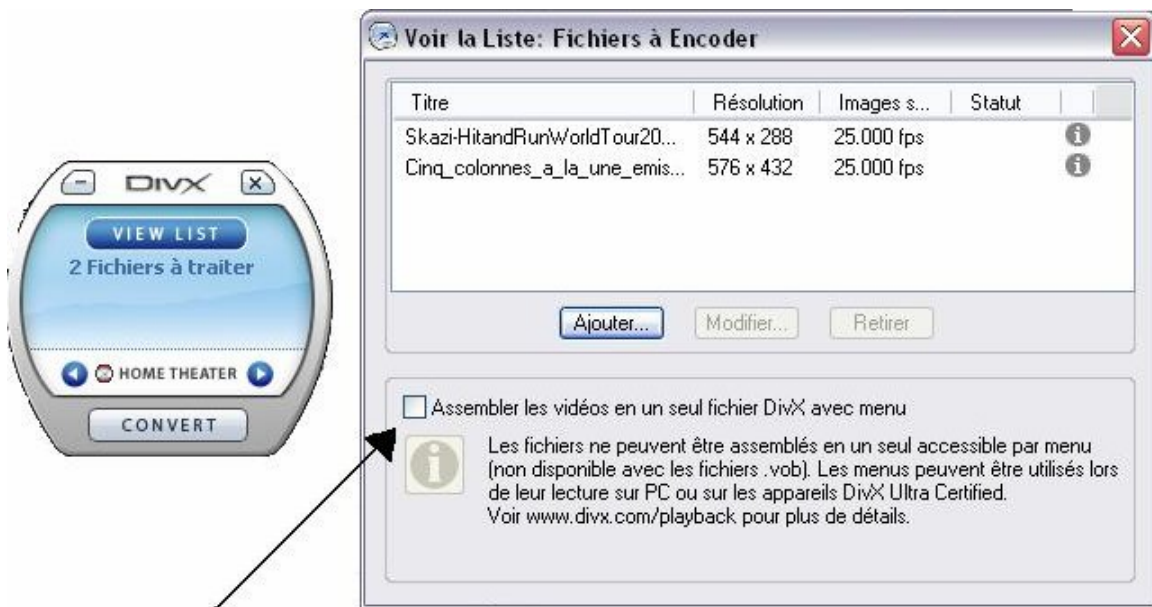 DivX
VIEW LIST
2 Fichiers à traiter
HOME THEATER
CONVERT
Voir la Liste: Fichiers à Encoder
Titre Résolution Images s... Statut
Skazi-HitandRunWorldTour20... 544 x 288 25.000 fps
Cinq_colonnes_a_la_une_emis... 576 x 432 25.000 fps
Ajouter... Modifier... Retirer
Assembler les vidéos en un seul fichier DivX avec menu
Les fichiers ne peuvent être assemblés en un seul accessible par menu
(non disponible avec les fichiers .vob). Les menus peuvent être utilisés lors
de leur lecture sur PC ou sur les appareils DivX Ultra Certified.
Voir www.divx.com/playback pour plus de détails.